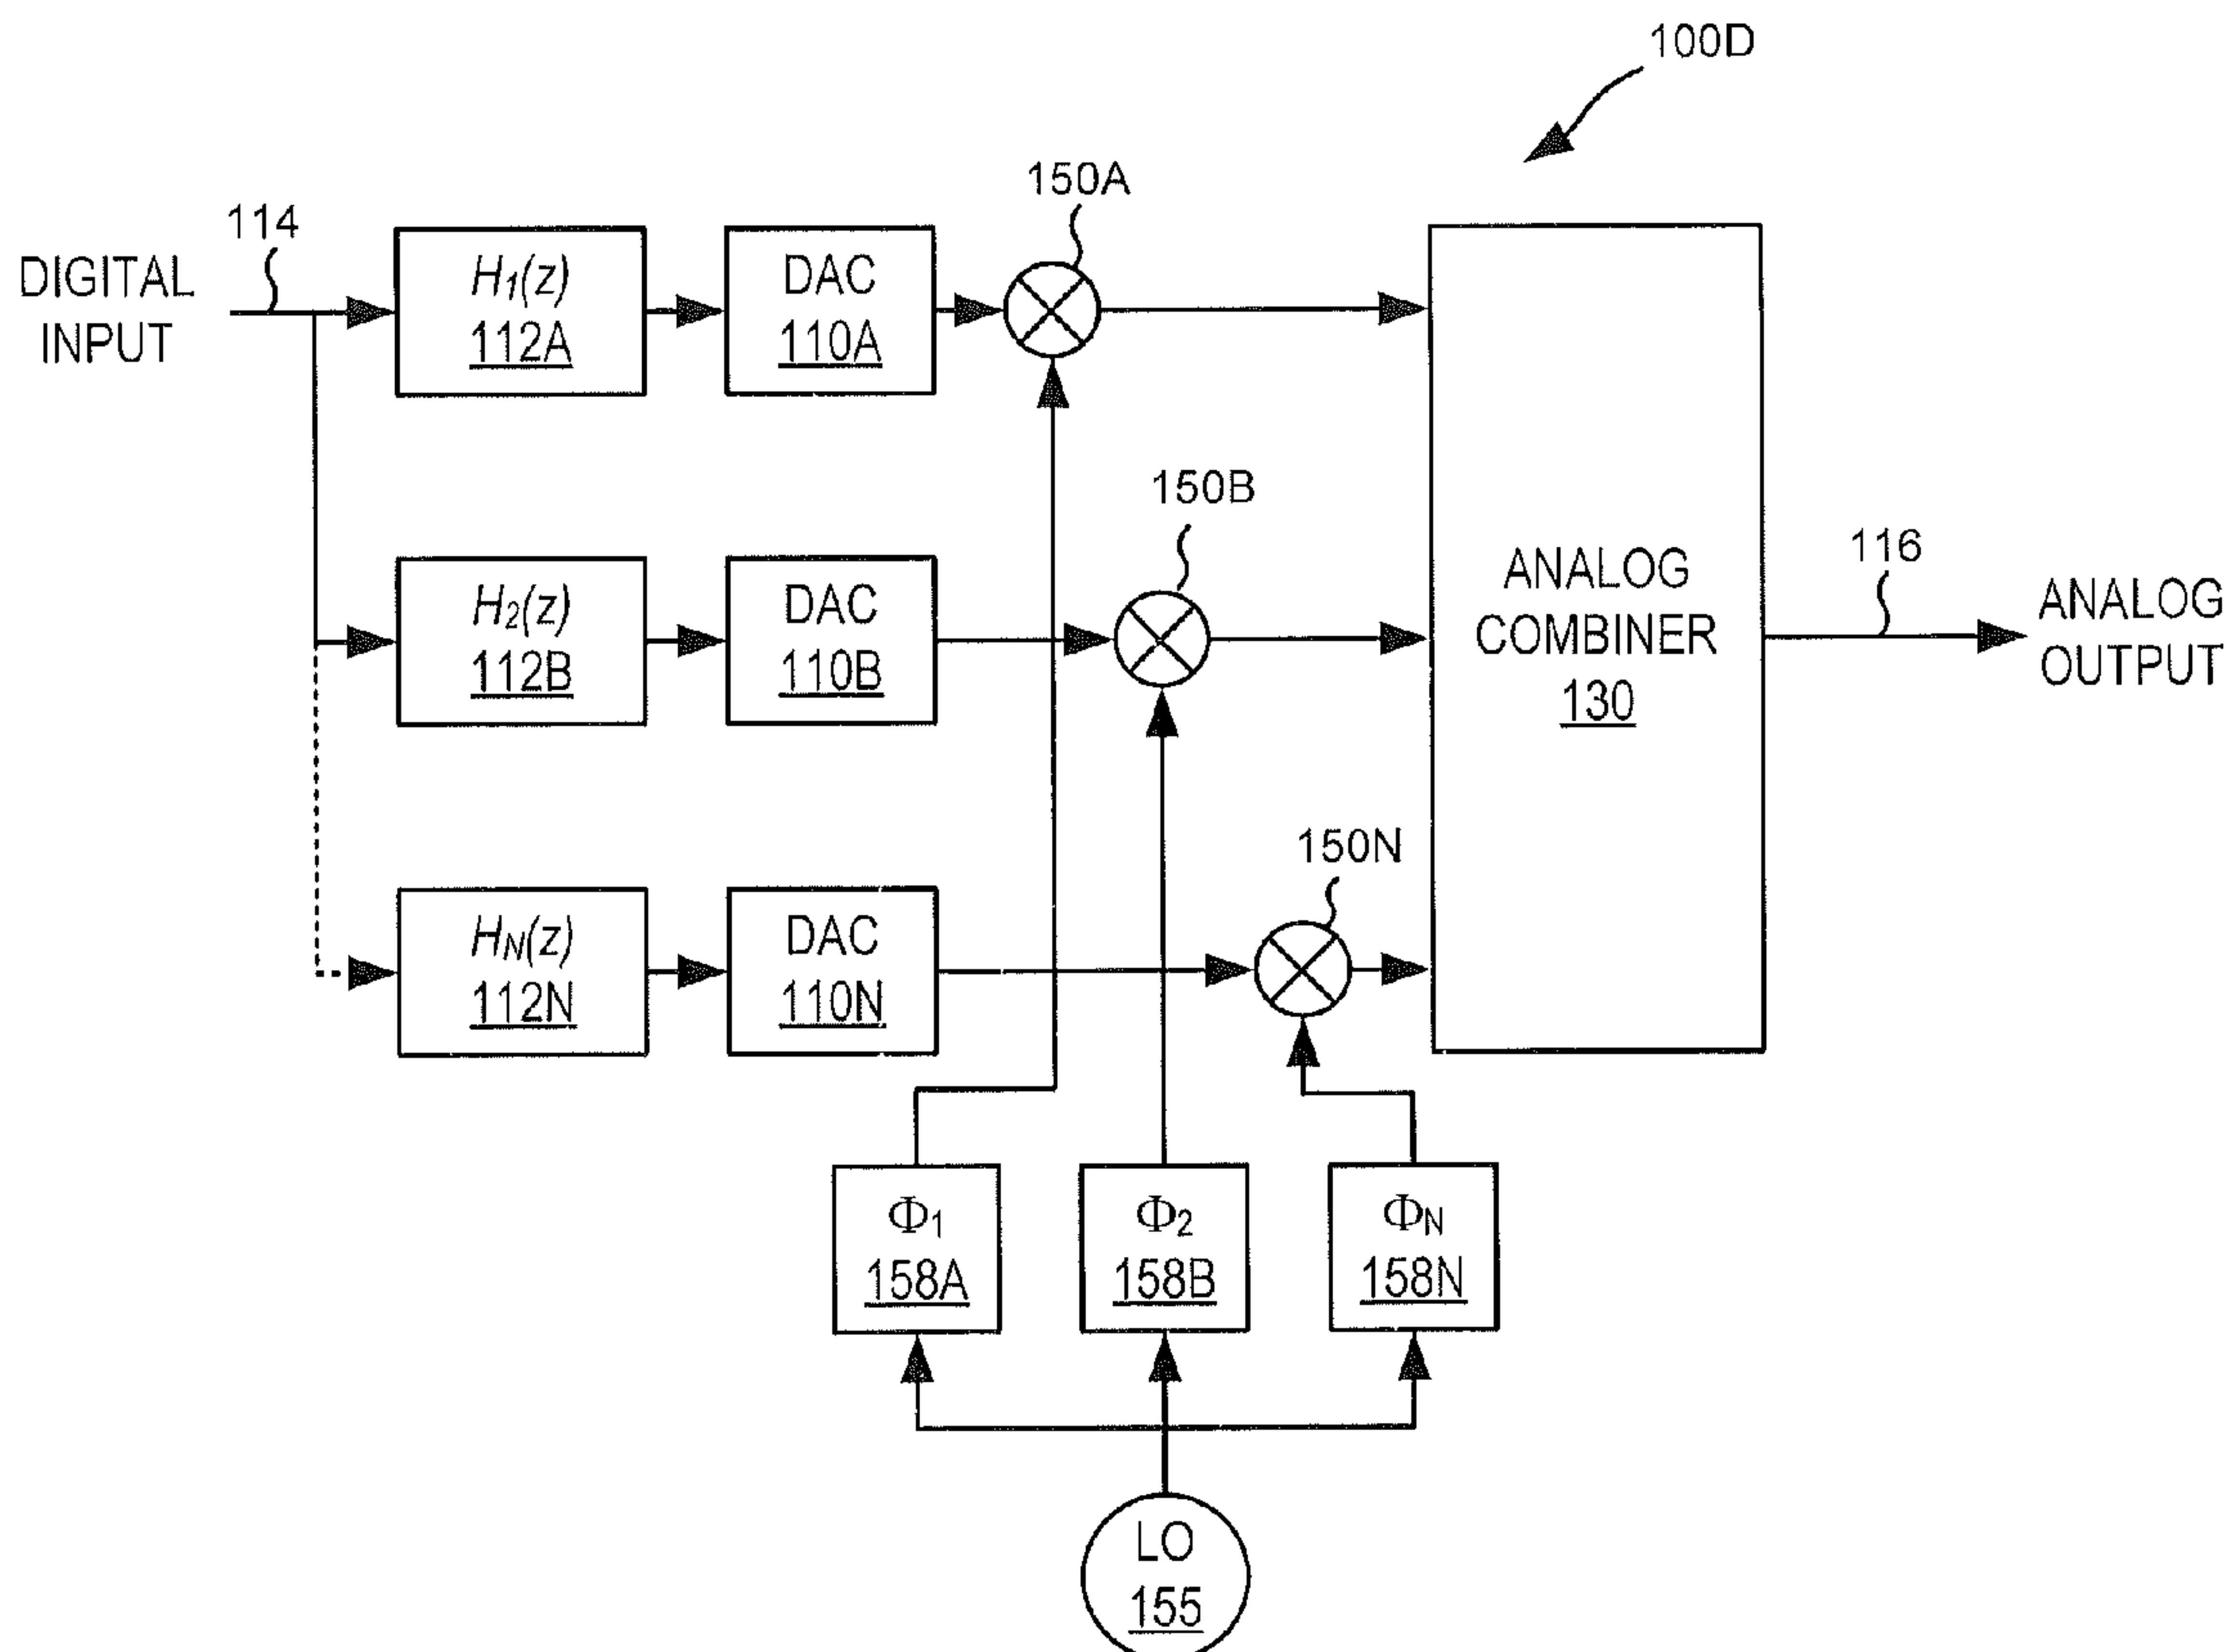 100D
150A
114
DIGITAL
INPUT
H1(z)
112A
DAC
110A
150B
H2(z)
112B
DAC
110B
ANALOG
COMBINER
130
116
ANALOG
OUTPUT
150N
HN(z)
112N
DAC
110N
Φ1
158A
Φ2
158B
ΦN
158N
LO
155